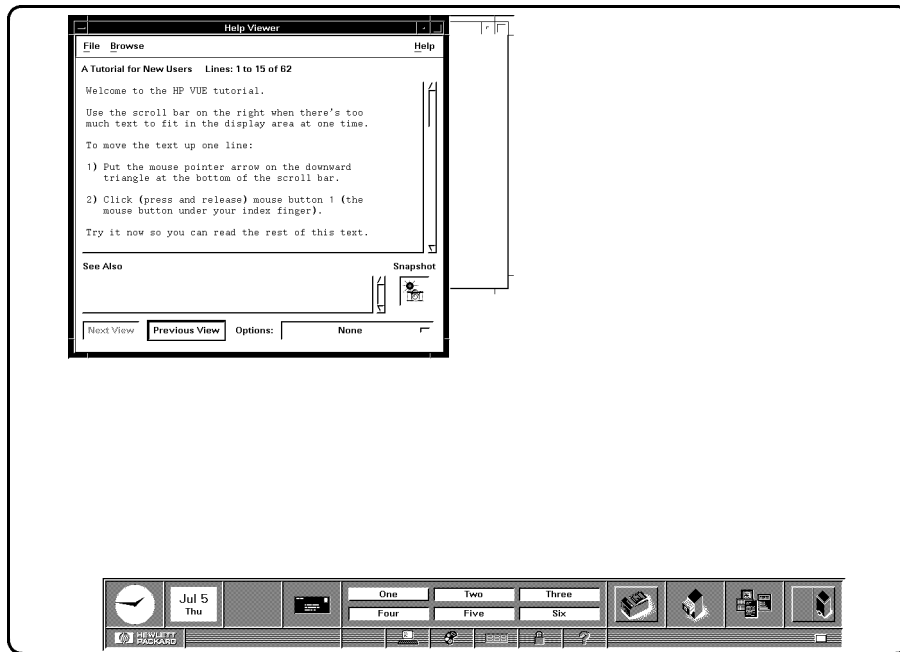 Help Viewer
File Browse Help
A Tutorial for New Users Lines: 1 to 15 of 62
Welcome to the HP VUE tutorial.
Use the scroll bar on the right when there's too
much text to fit in the display area at one time.
To move the text up one line:
1) Put the mouse pointer arrow on the downward
triangle at the bottom of the scroll bar.
2) Click (press and release) mouse button 1 (the
mouse button under your index finger).
Try it now so you can read the rest of this text.
See Also Snapshot
Next View Previous View Options: None
Jul 5
Thu
One Two Three
Four Five Six
HEWLETT
PACKARD